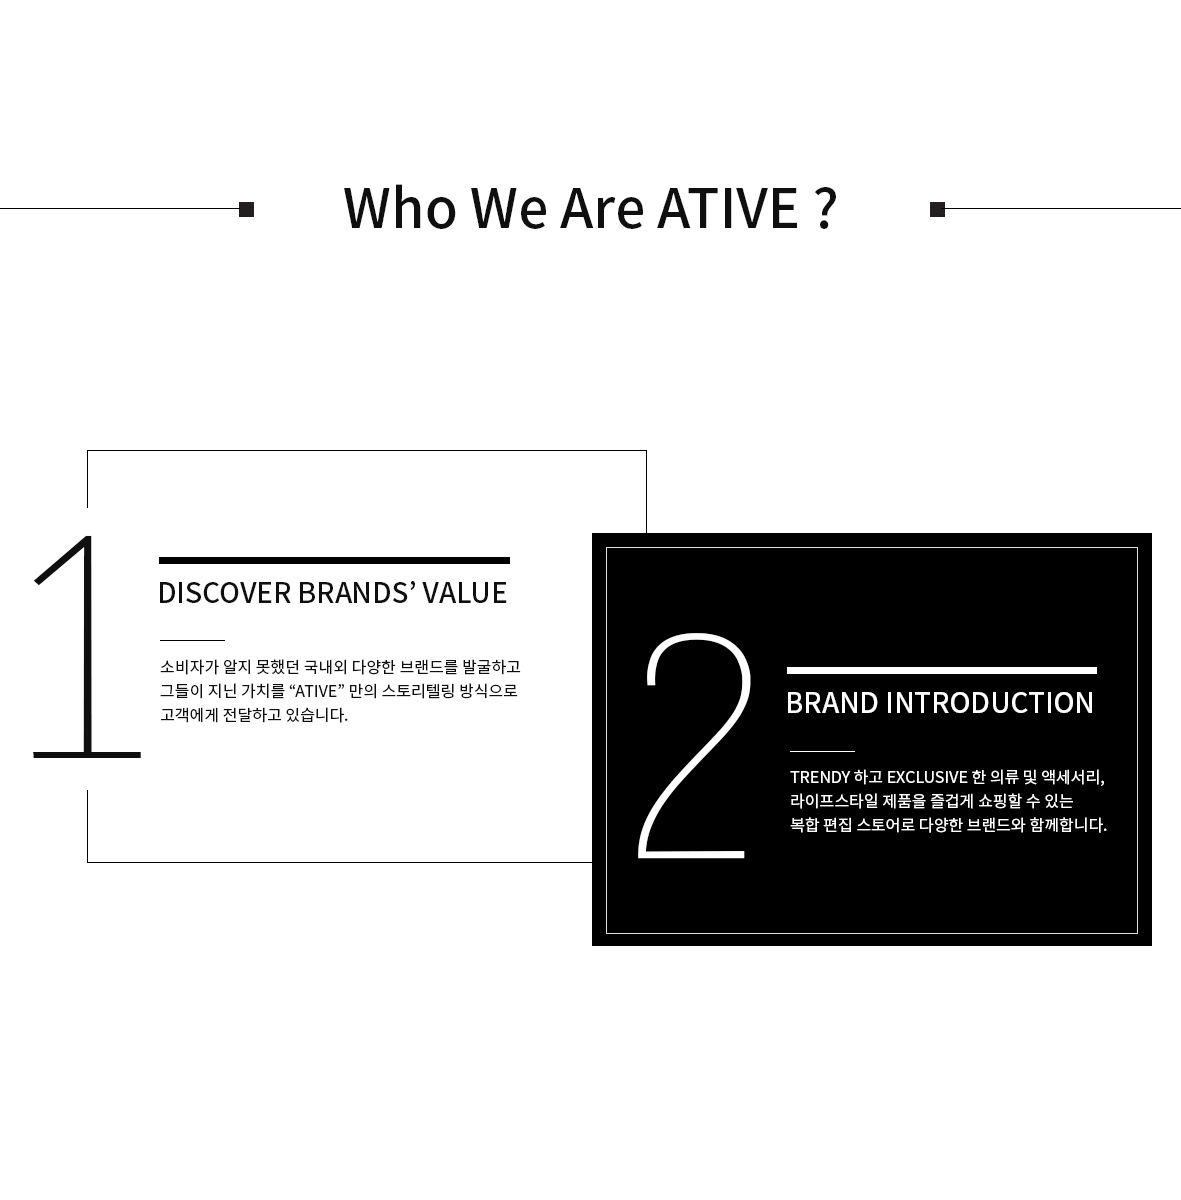 Who We Are ATIVE ?
1
DISCOVER BRANDS’ VALUE
소비자가 알지 못했던 국내외 다양한 브랜드를 발굴하고
그들이 지닌 가치를 “ATIVE” 만의 스토리텔링 방식으로
고객에게 전달하고 있습니다.
2
BRAND INTRODUCTION
TRENDY 하고 EXCLUSIVE 한 의류 및 액세서리,
라이프스타일 제품을 즐겁게 쇼핑할 수 있는
복합 편집 스토어로 다양한 브랜드와 함께합니다.